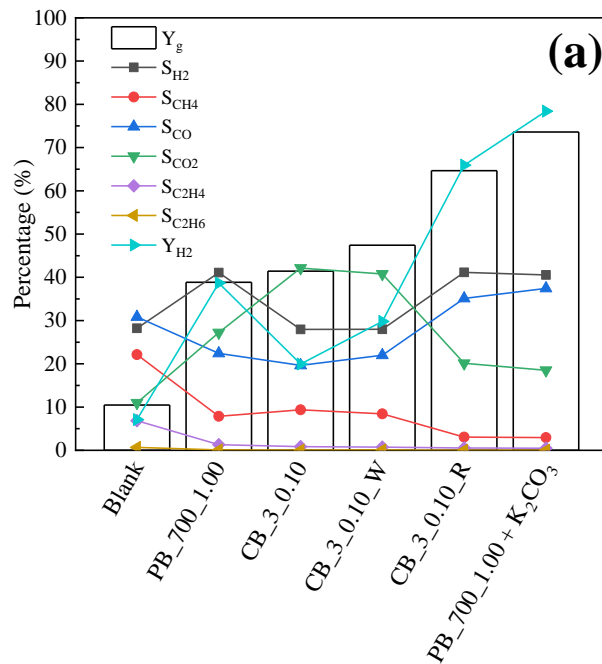 (a)
Percentage (%)
100
90
80
70
60
50
40
30
20
10
0
Y_g
S_H2
S_CH4
S_CO
S_CO2
S_C2H4
S_C2H6
Y_H2
Blank
PB_700_1.00
CB_3_0.10
CB_3_0.10_W
CB_3_0.10_R
PB_700_1.00 + K₂CO₃